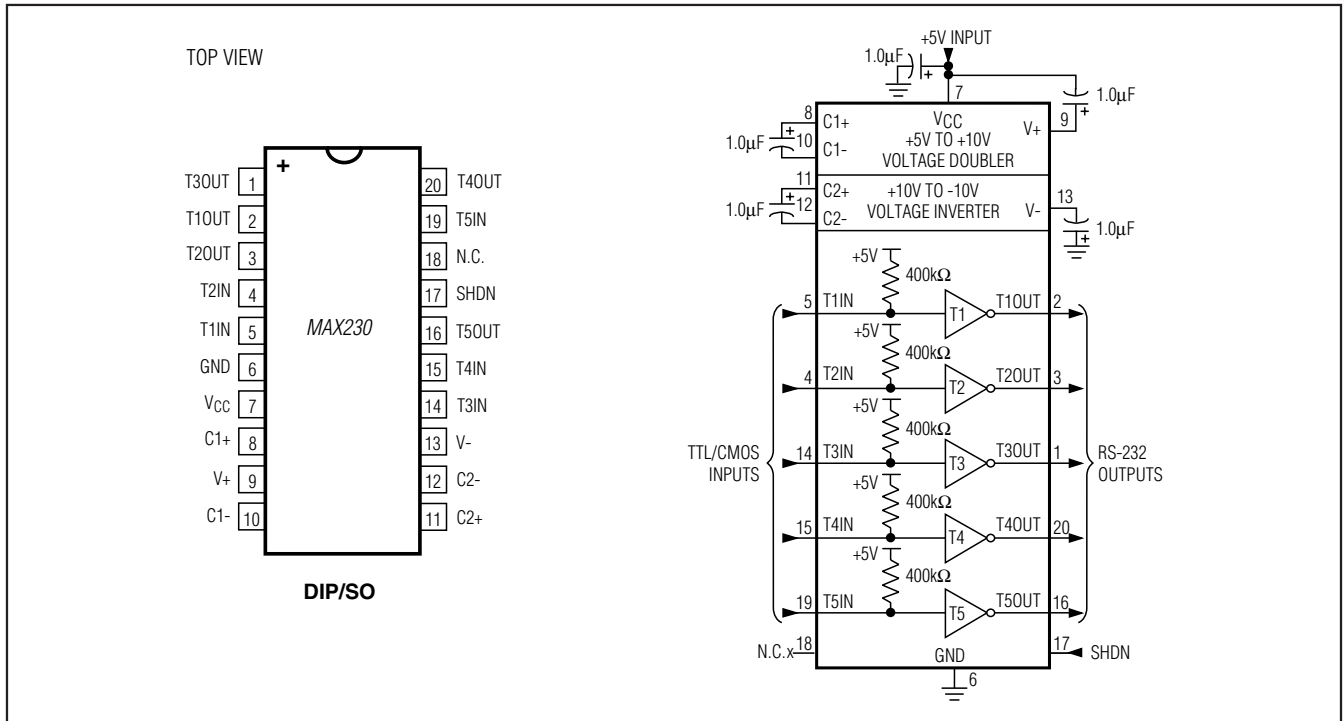 TOP VIEW
+
T3OUT 1
T1OUT 2
T2OUT 3
T2IN 4
T1IN 5
GND 6
VCC 7
C1+ 8
V+ 9
C1- 10
MAX230
20 T4OUT
19 T5IN
18 N.C.
17 SHDN
16 T5OUT
15 T4IN
14 T3IN
13 V-
12 C2-
11 C2+
DIP/SO
+5V INPUT
1.0µF +
7
1.0µF +
8 C1+
1.0µF +
10 C1-
VCC
+5V TO +10V
VOLTAGE DOUBLER
V+ 9
11 C2+
1.0µF +
12 C2-
+10V TO -10V
VOLTAGE INVERTER
V- 13
1.0µF +
TTL/CMOS
INPUTS
+5V
400kΩ
5 T1IN T1 T1OUT 2
+5V
400kΩ
4 T2IN T2 T2OUT 3
+5V
400kΩ
14 T3IN T3 T3OUT 1
+5V
400kΩ
15 T4IN T4 T4OUT 20
+5V
400kΩ
19 T5IN T5 T5OUT 16
RS-232
OUTPUTS
N.C. x 18
GND
6
17 SHDN